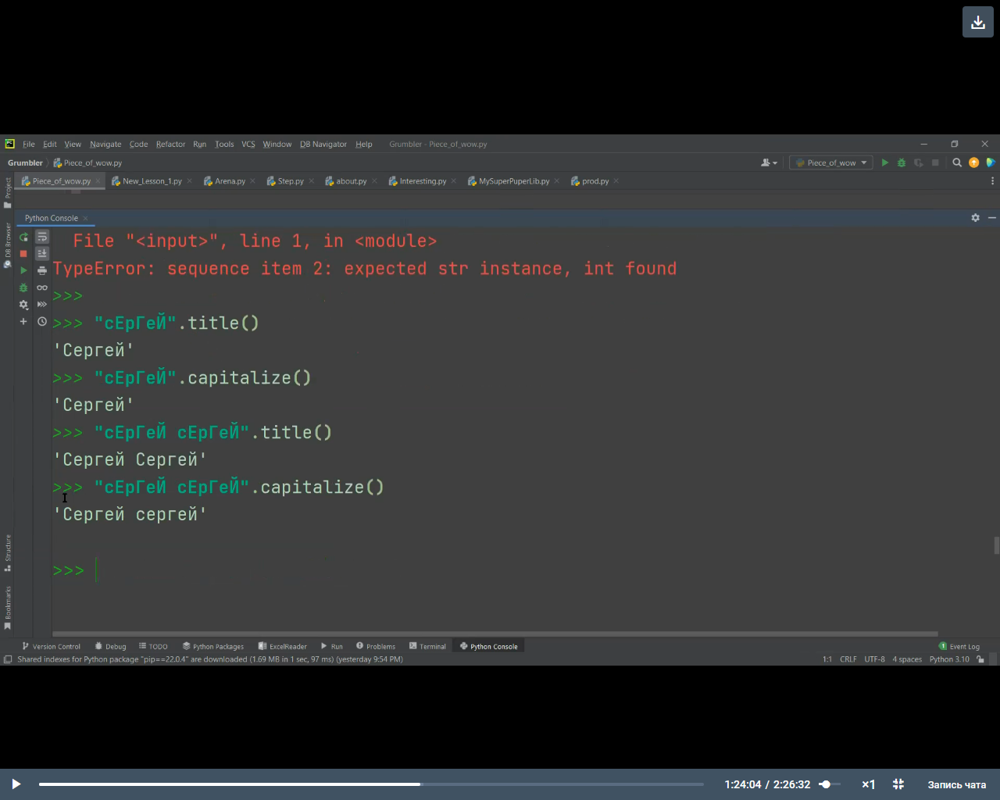 File Edit View Navigate Code Refactor Run Tools VCS Window DB Navigator Help Grumbler - Piece_of_wow.py
Grumbler Piece_of_wow.py Piece_of_wow
Piece_of_wow.py New_Lesson_1.py Arena.py Step.py about.py Interesting.py MySuperPuperLib.py prod.py
Project
DB Browser
Structure
Bookmarks
Python Console
File "<input>", line 1, in <module>
TypeError: sequence item 2: expected str instance, int found
>>>
>>> "сЕрГеЙ".title()
'Сергей'
>>> "сЕрГеЙ".capitalize()
'Сергей'
>>> "сЕрГеЙ сЕрГеЙ".title()
'Сергей Сергей'
>>> "сЕрГеЙ сЕрГеЙ".capitalize()
'Сергей сергей'
>>>
Version Control Debug TODO Python Packages ExcelReader Run Problems Terminal Python Console 1 Event Log
Shared indexes for Python package "pip==22.0.4" are downloaded (1.69 MB in 1 sec, 97 ms) (yesterday 9:54 PM) 1:1 CRLF UTF-8 4 spaces Python 3.10
1:24:04 / 2:26:32 ×1 Запись чата